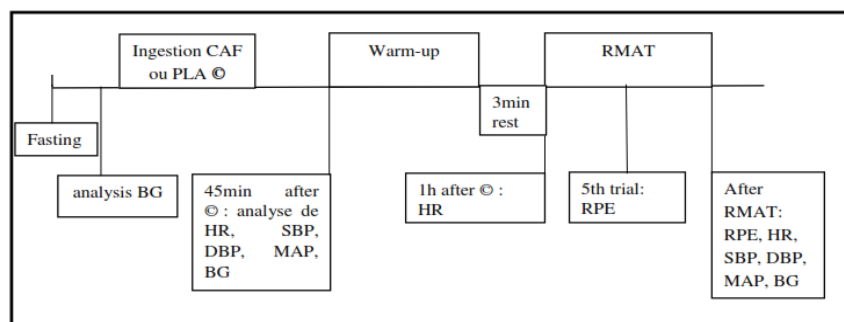 Ingestion CAF
ou PLA ©
Warm-up
RMAT
3min
rest
Fasting
analysis BG
45min after
© : analyse de
HR, SBP,
DBP, MAP,
BG
1h after © :
HR
5th trial:
RPE
After
RMAT:
RPE, HR,
SBP, DBP,
MAP, BG